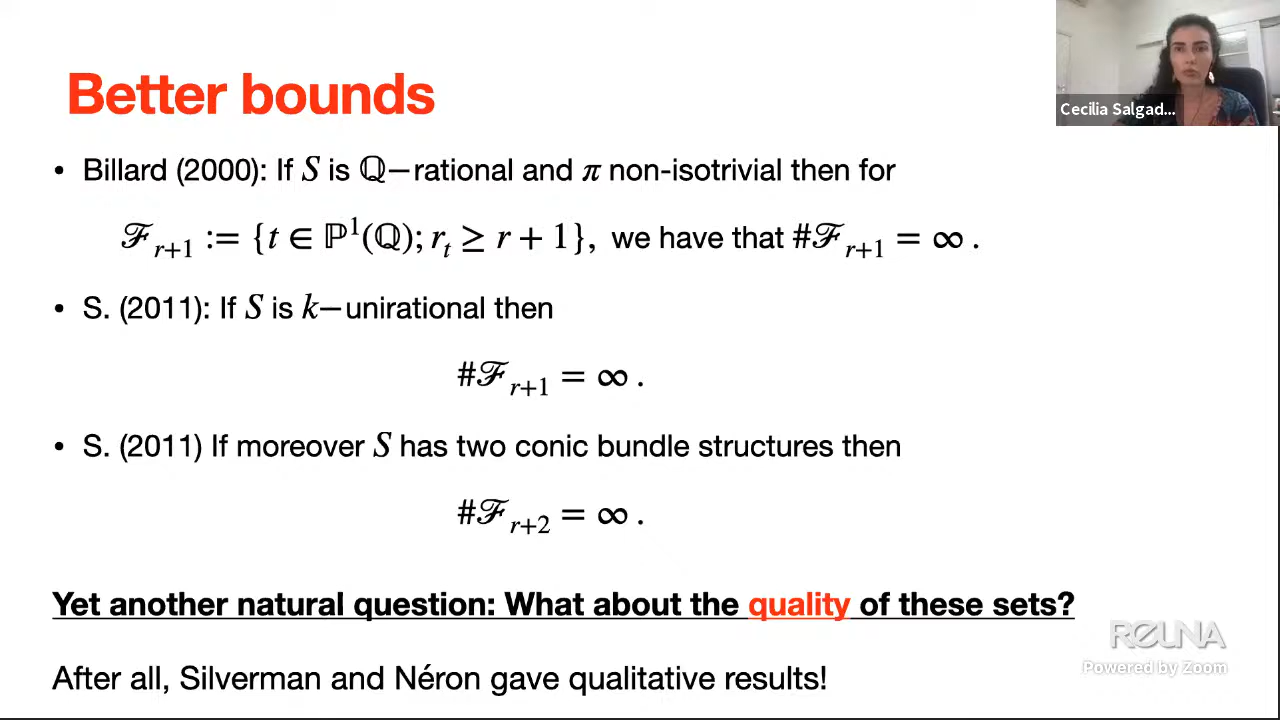 Better bounds
Cecilia Salgad...
• Billard (2000): If S is ℚ−rational and π non-isotrivial then for
ℱ_{r+1} := {t ∈ ℙ¹(ℚ); r_t ≥ r + 1}, we have that #ℱ_{r+1} = ∞ .
• S. (2011): If S is k−unirational then
#ℱ_{r+1} = ∞ .
• S. (2011) If moreover S has two conic bundle structures then
#ℱ_{r+2} = ∞ .
Yet another natural question: What about the quality of these sets?
After all, Silverman and Néron gave qualitative results!
REUNA
Powered by Zoom